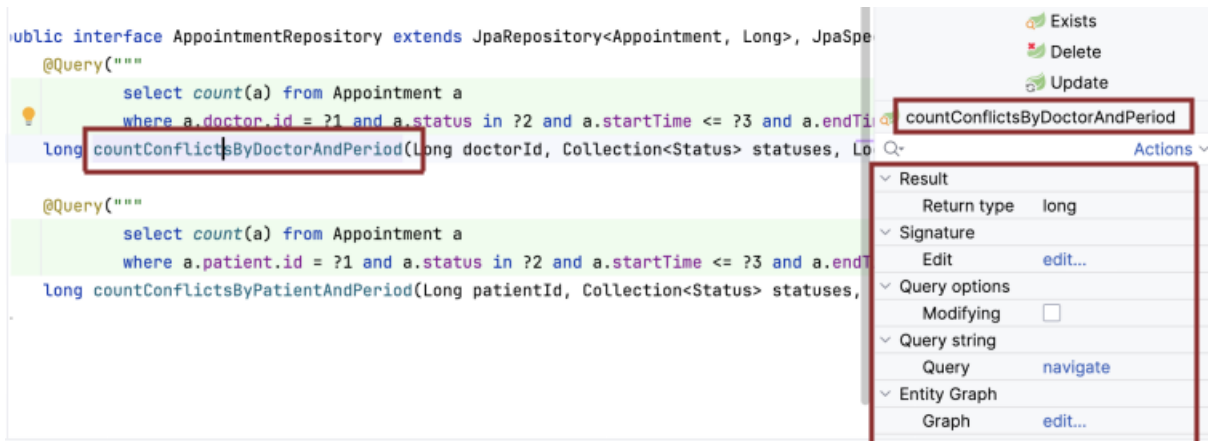 ublic interface AppointmentRepository extends JpaRepository<Appointment, Long>, JpaSpe
@Query("""
select count(a) from Appointment a
where a.doctor.id = ?1 and a.status in ?2 and a.startTime <= ?3 and a.endTi
long countConflictsByDoctorAndPeriod(Long doctorId, Collection<Status> statuses, Lo
@Query("""
select count(a) from Appointment a
where a.patient.id = ?1 and a.status in ?2 and a.startTime <= ?3 and a.endT
long countConflictsByPatientAndPeriod(Long patientId, Collection<Status> statuses,
Exists
Delete
Update
countConflictsByDoctorAndPeriod
Actions
Result
Return type long
Signature
Edit edit...
Query options
Modifying
Query string
Query navigate
Entity Graph
Graph edit...